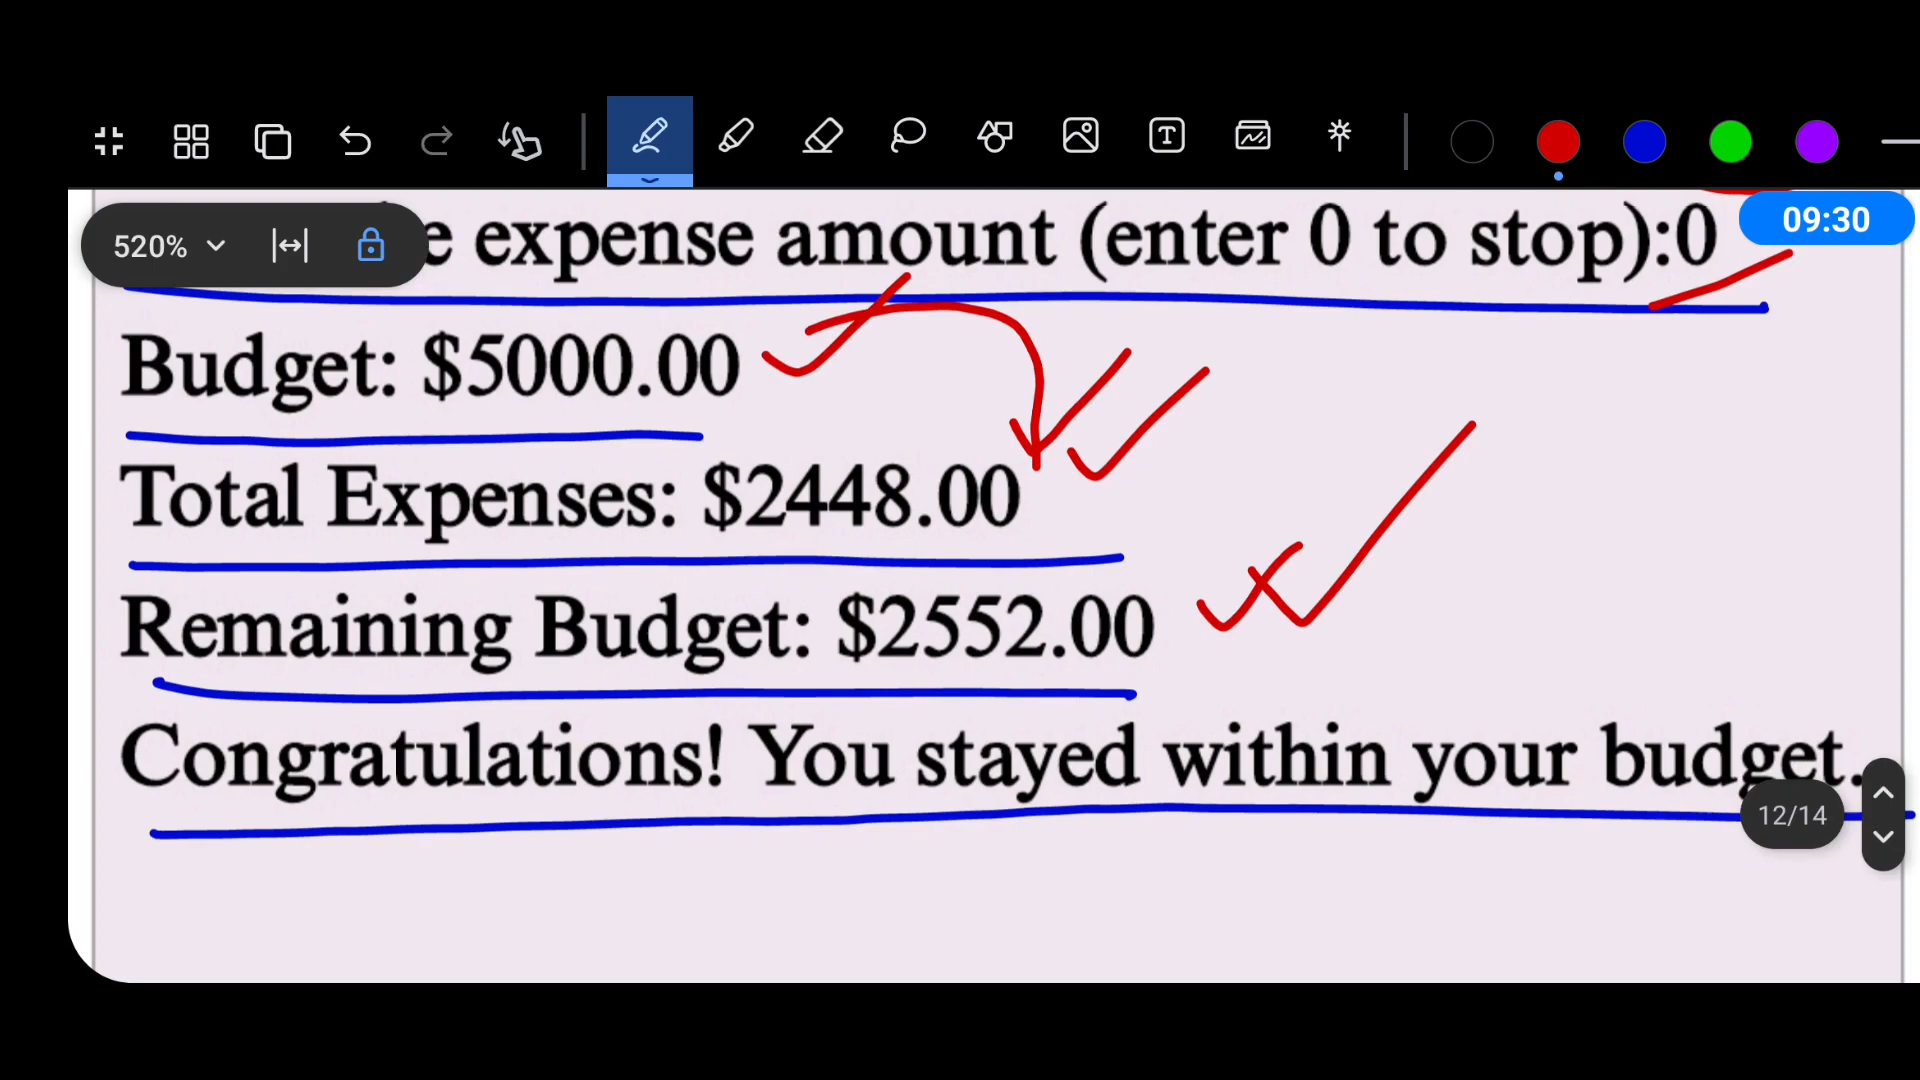 520%
09:30
e expense amount (enter 0 to stop):0
Budget: $5000.00
Total Expenses: $2448.00
Remaining Budget: $2552.00
Congratulations! You stayed within your budget.
12/14